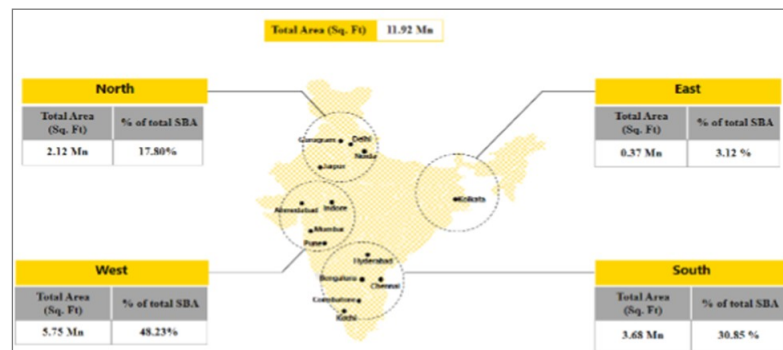 Total Area (Sq. Ft) 11.92 Mn
North
Total Area (Sq. Ft) % of total SBA
2.12 Mn 17.80%
East
Total Area (Sq. Ft) % of total SBA
0.37 Mn 3.12 %
Gurugram Delhi
Noida
Jaipur
Kolkata
Ahmedabad Indore
Mumbai
Pune
Hyderabad
Bengaluru Chennai
Coimbatore
Kochi
West
Total Area (Sq. Ft) % of total SBA
5.75 Mn 48.23%
South
Total Area (Sq. Ft) % of total SBA
3.68 Mn 30.85 %